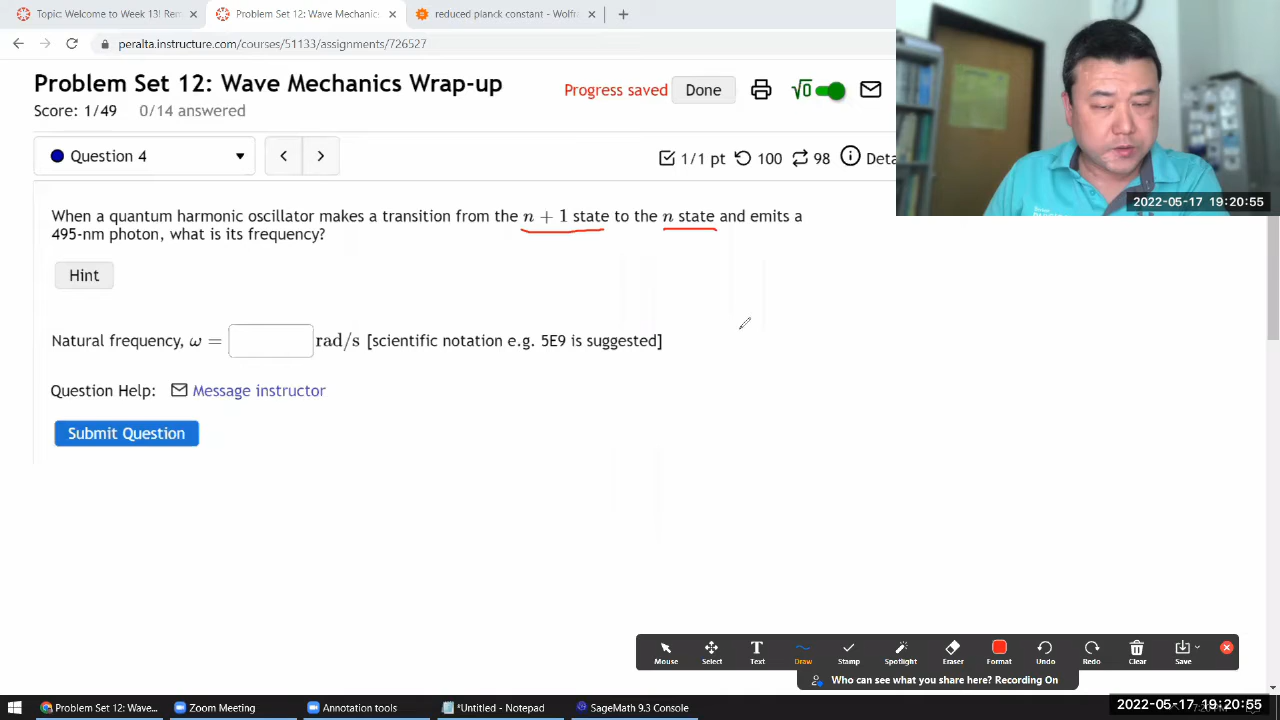 Topic: Welcome to Week 13! Rem
Problem Set 12: Wave Mechanics
reduced planck constant - Wolfr
peralta.instructure.com/courses/51133/assignments/726527
Problem Set 12: Wave Mechanics Wrap-up
Score: 1/49 0/14 answered
Progress saved
Done
√0
Question 4
1/1 pt 100 98 Deta
2022-05-17 19:20:55
When a quantum harmonic oscillator makes a transition from the n + 1 state to the n state and emits a
495-nm photon, what is its frequency?
Hint
Natural frequency, ω = rad/s [scientific notation e.g. 5E9 is suggested]
Question Help: Message instructor
Submit Question
Mouse Select Text Draw Stamp Spotlight Eraser Format Undo Redo Clear Save
Who can see what you share here? Recording On
Problem Set 12: Wave... Zoom Meeting Annotation tools *Untitled - Notepad SageMath 9.3 Console
2022-05-17 19:20:55